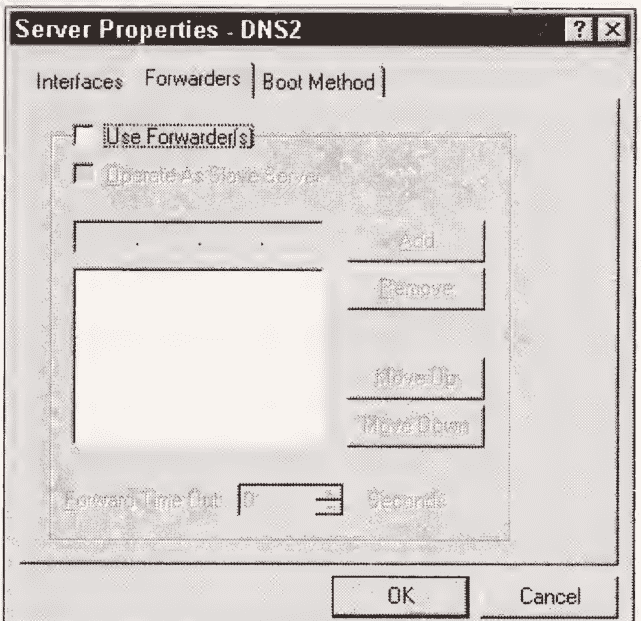 Server Properties - DNS2
Interfaces
Forwarders
Boot Method
Use Forwarder(s)
Operate As Slave Server
. . .
Add
Remove
Move Up
Move Down
Forward Time Out: 0 Seconds
OK
Cancel